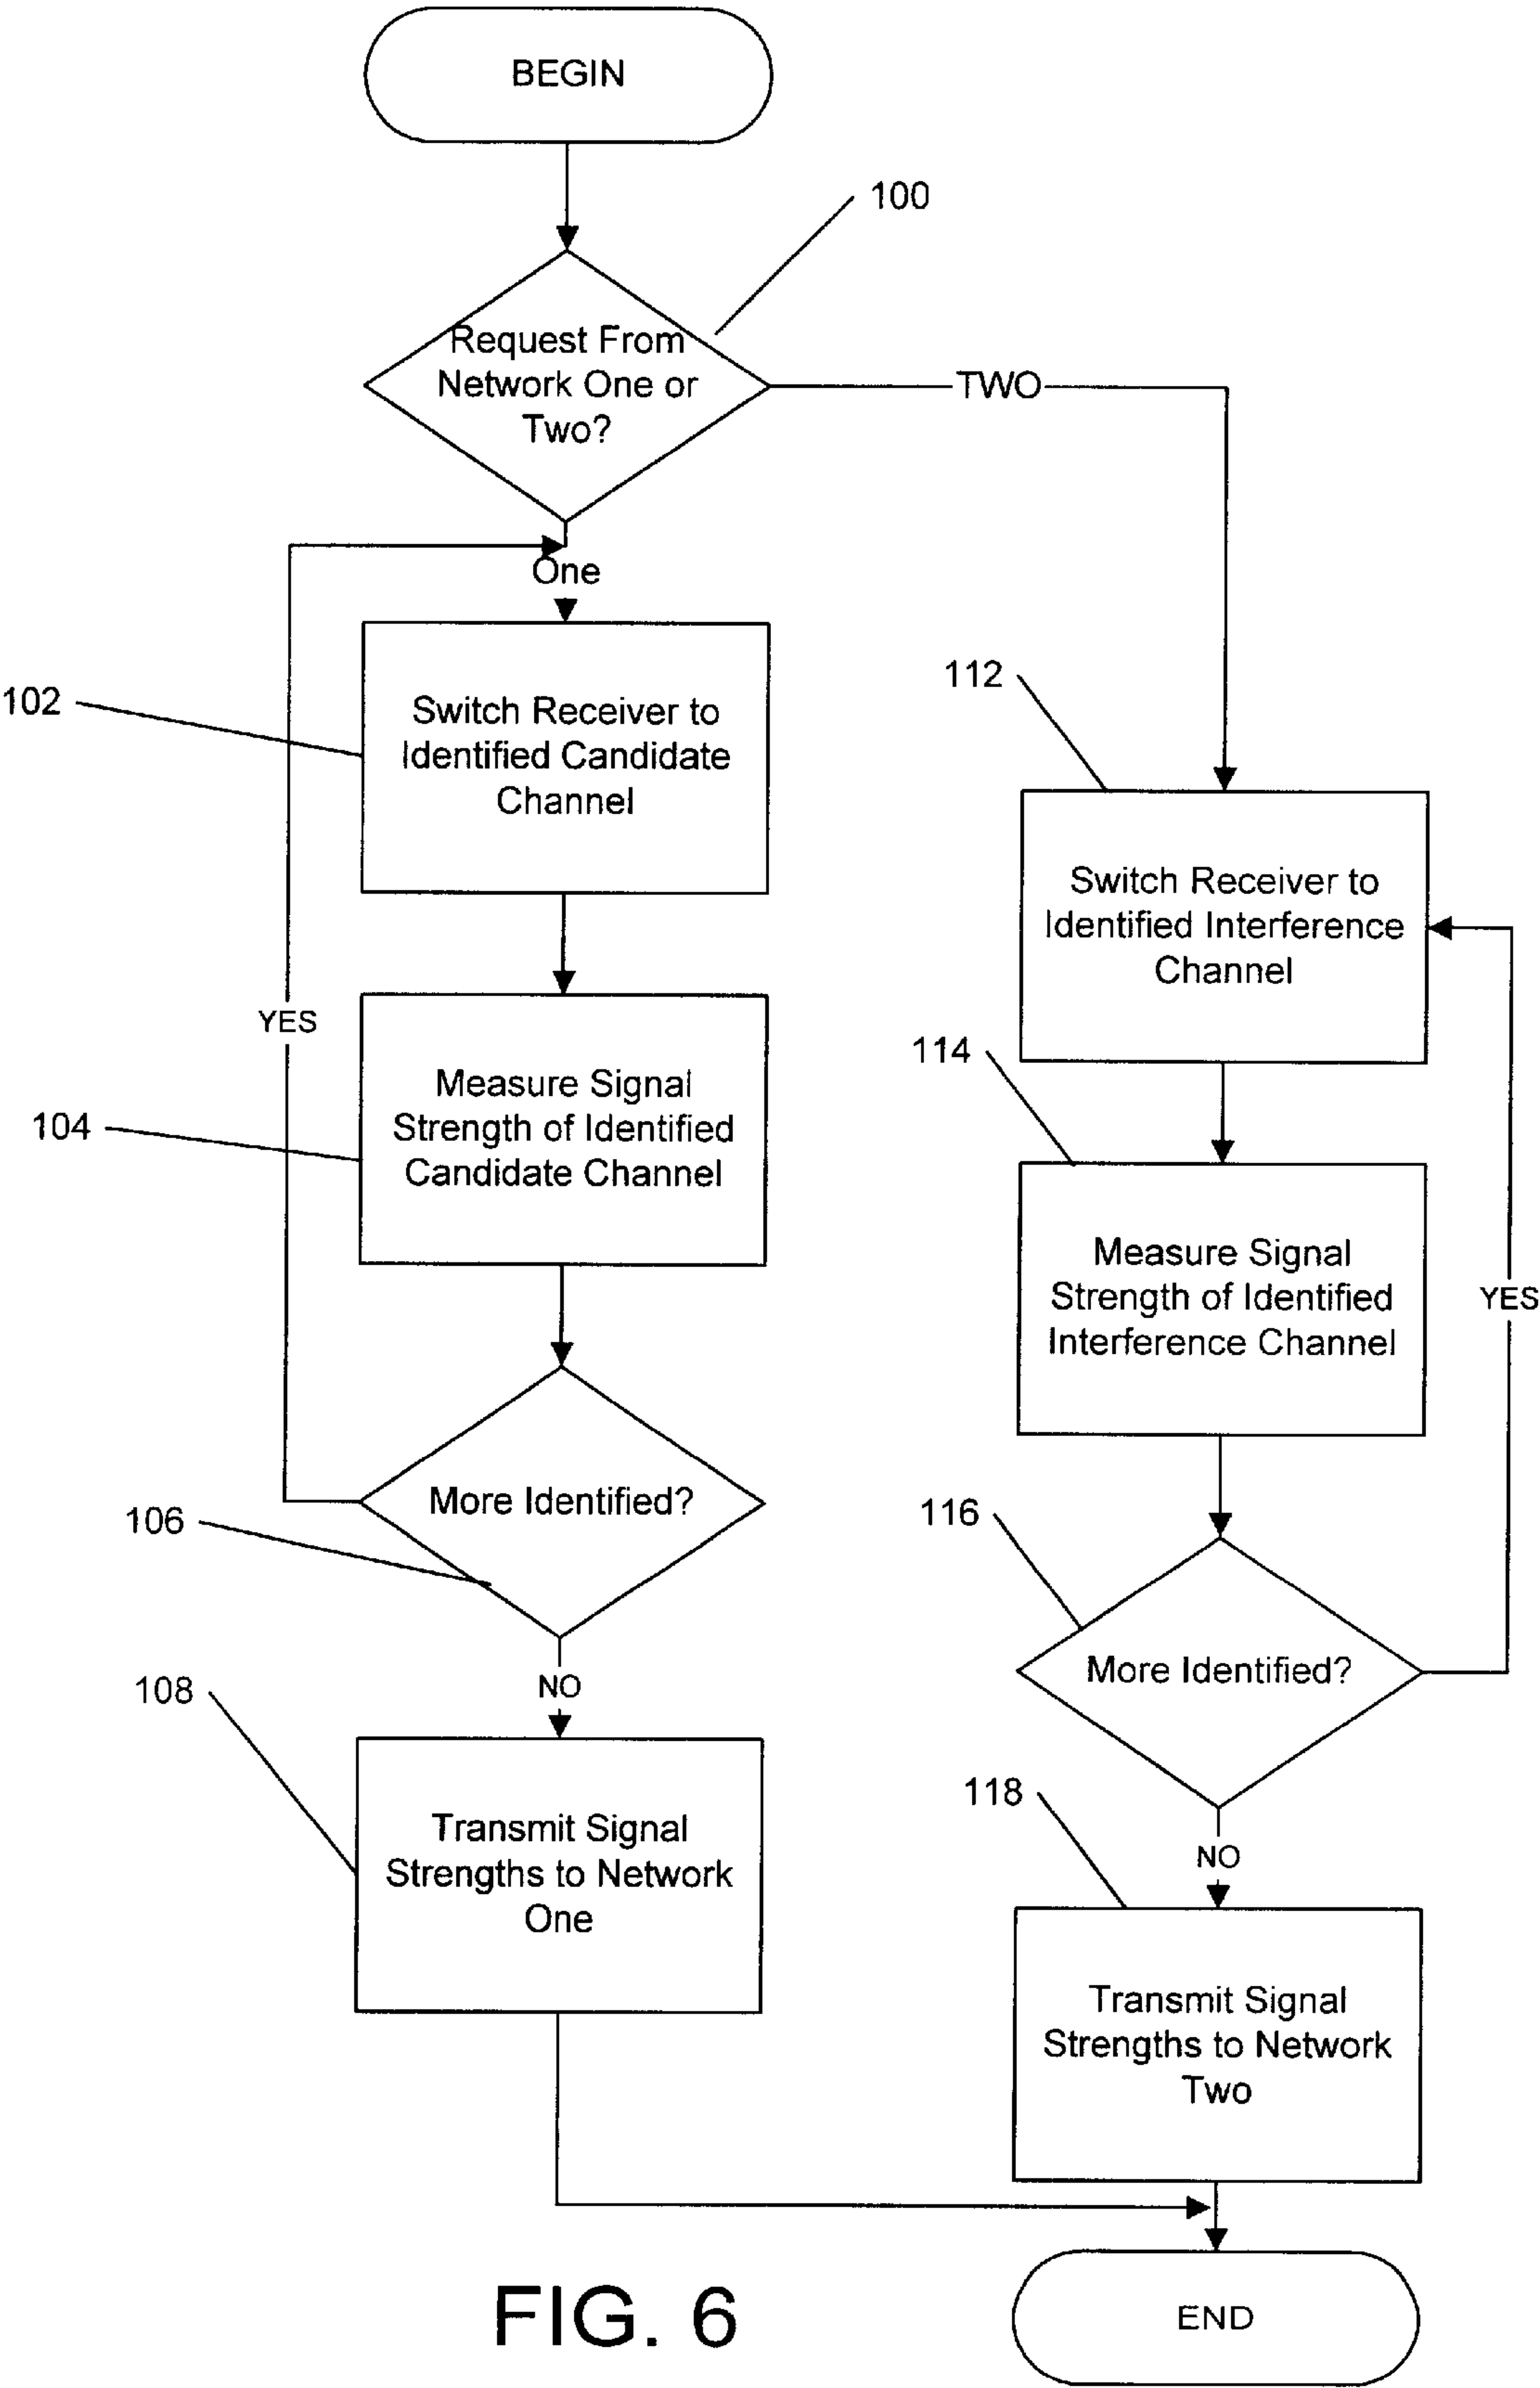 BEGIN
100
Request From
Network One or
Two?
TWO
One
102
Switch Receiver to
Identified Candidate
Channel
112
Switch Receiver to
Identified Interference
Channel
YES
104
Measure Signal
Strength of Identified
Candidate Channel
114
Measure Signal
Strength of Identified
Interference Channel
YES
106
More Identified?
116
More Identified?
NO
108
Transmit Signal
Strengths to Network
One
118
NO
Transmit Signal
Strengths to Network
Two
END
FIG. 6